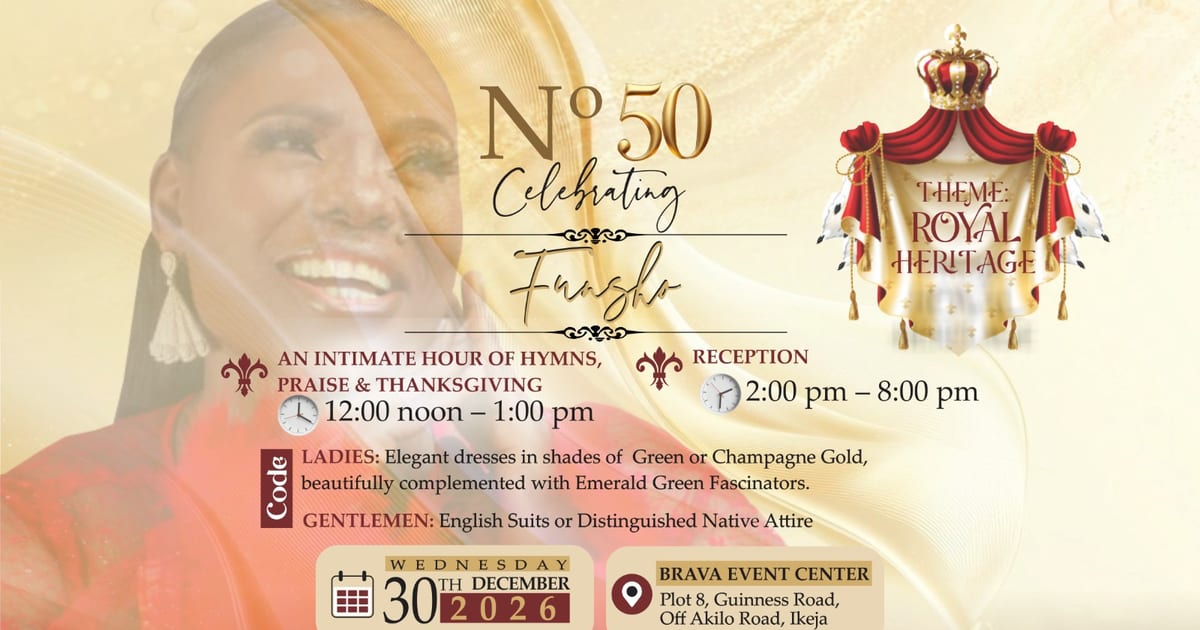 Nº 50
Celebrating
Funsho
THEME:
ROYAL
HERITAGE
AN INTIMATE HOUR OF HYMNS,
PRAISE & THANKSGIVING
12:00 noon – 1:00 pm
RECEPTION
2:00 pm – 8:00 pm
Code
LADIES: Elegant dresses in shades of Green or Champagne Gold,
beautifully complemented with Emerald Green Fascinators.
GENTLEMEN: English Suits or Distinguished Native Attire
WEDNESDAY
30TH DECEMBER
2026
BRAVA EVENT CENTER
Plot 8, Guinness Road,
Off Akilo Road, Ikeja